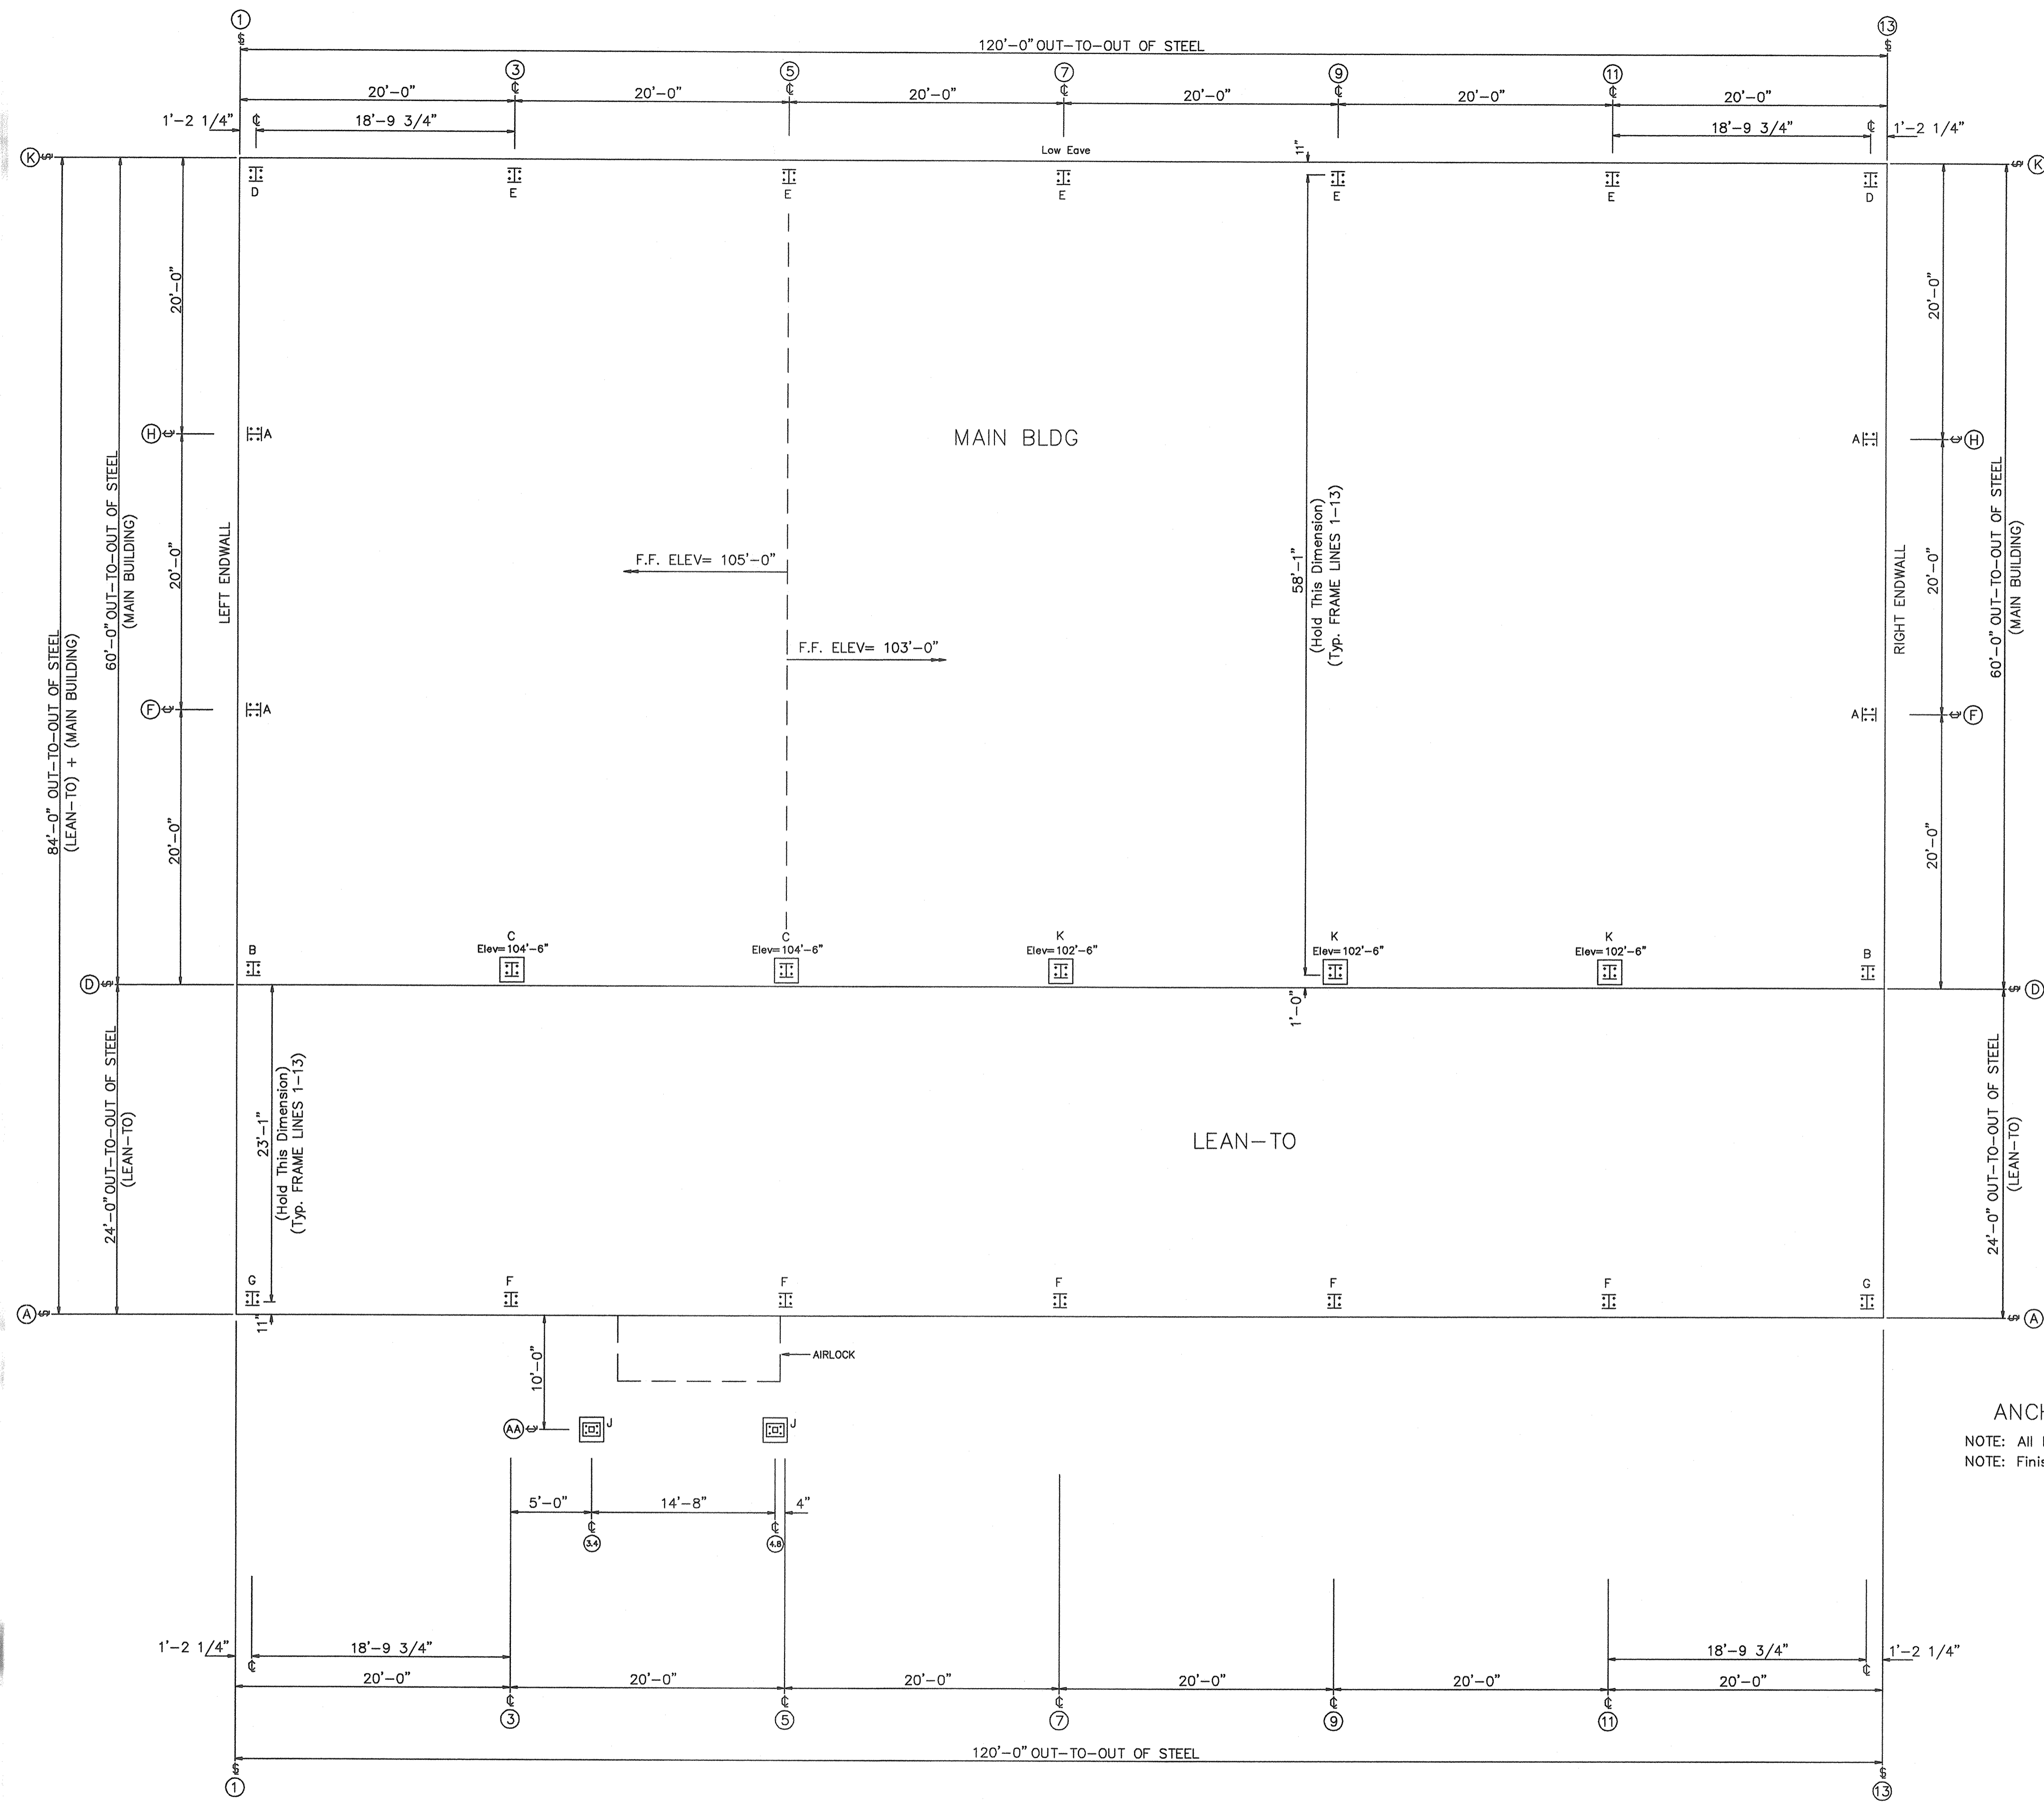 1
13
120'-0" OUT-TO-OUT OF STEEL
3
5
7
9
11
20'-0"
20'-0"
20'-0"
20'-0"
20'-0"
20'-0"
1'-2 1/4"
18'-9 3/4"
18'-9 3/4"
1'-2 1/4"
K
Low Eave
11"
K
D
E
E
E
E
E
D
20'-0"
20'-0"
H
A
MAIN BLDG
A
H
84'-0" OUT-TO-OUT OF STEEL
(LEAN-TO) + (MAIN BUILDING)
60'-0" OUT-TO-OUT OF STEEL
(MAIN BUILDING)
20'-0"
LEFT ENDWALL
F.F. ELEV= 105'-0"
F.F. ELEV= 103'-0"
58'-1"
(Hold This Dimension)
(Typ. FRAME LINES 1-13)
RIGHT ENDWALL
20'-0"
60'-0" OUT-TO-OUT OF STEEL
(MAIN BUILDING)
F
A
A
F
20'-0"
20'-0"
B
C
Elev=104'-6"
C
Elev=104'-6"
K
Elev=102'-6"
K
Elev=102'-6"
K
Elev=102'-6"
B
D
1'-0"
D
24'-0" OUT-TO-OUT OF STEEL
(LEAN-TO)
23'-1"
(Hold This Dimension)
(Typ. FRAME LINES 1-13)
LEAN-TO
24'-0" OUT-TO-OUT OF STEEL
(LEAN-TO)
G
F
F
F
F
F
G
A
11"
A
10'-0"
AIRLOCK
AA
J
J
ANCH
NOTE: All
NOTE: Finis
5'-0"
14'-8"
4"
3.4
4.8
1'-2 1/4"
18'-9 3/4"
18'-9 3/4"
1'-2 1/4"
20'-0"
20'-0"
20'-0"
20'-0"
20'-0"
20'-0"
3
5
7
9
11
120'-0" OUT-TO-OUT OF STEEL
1
13